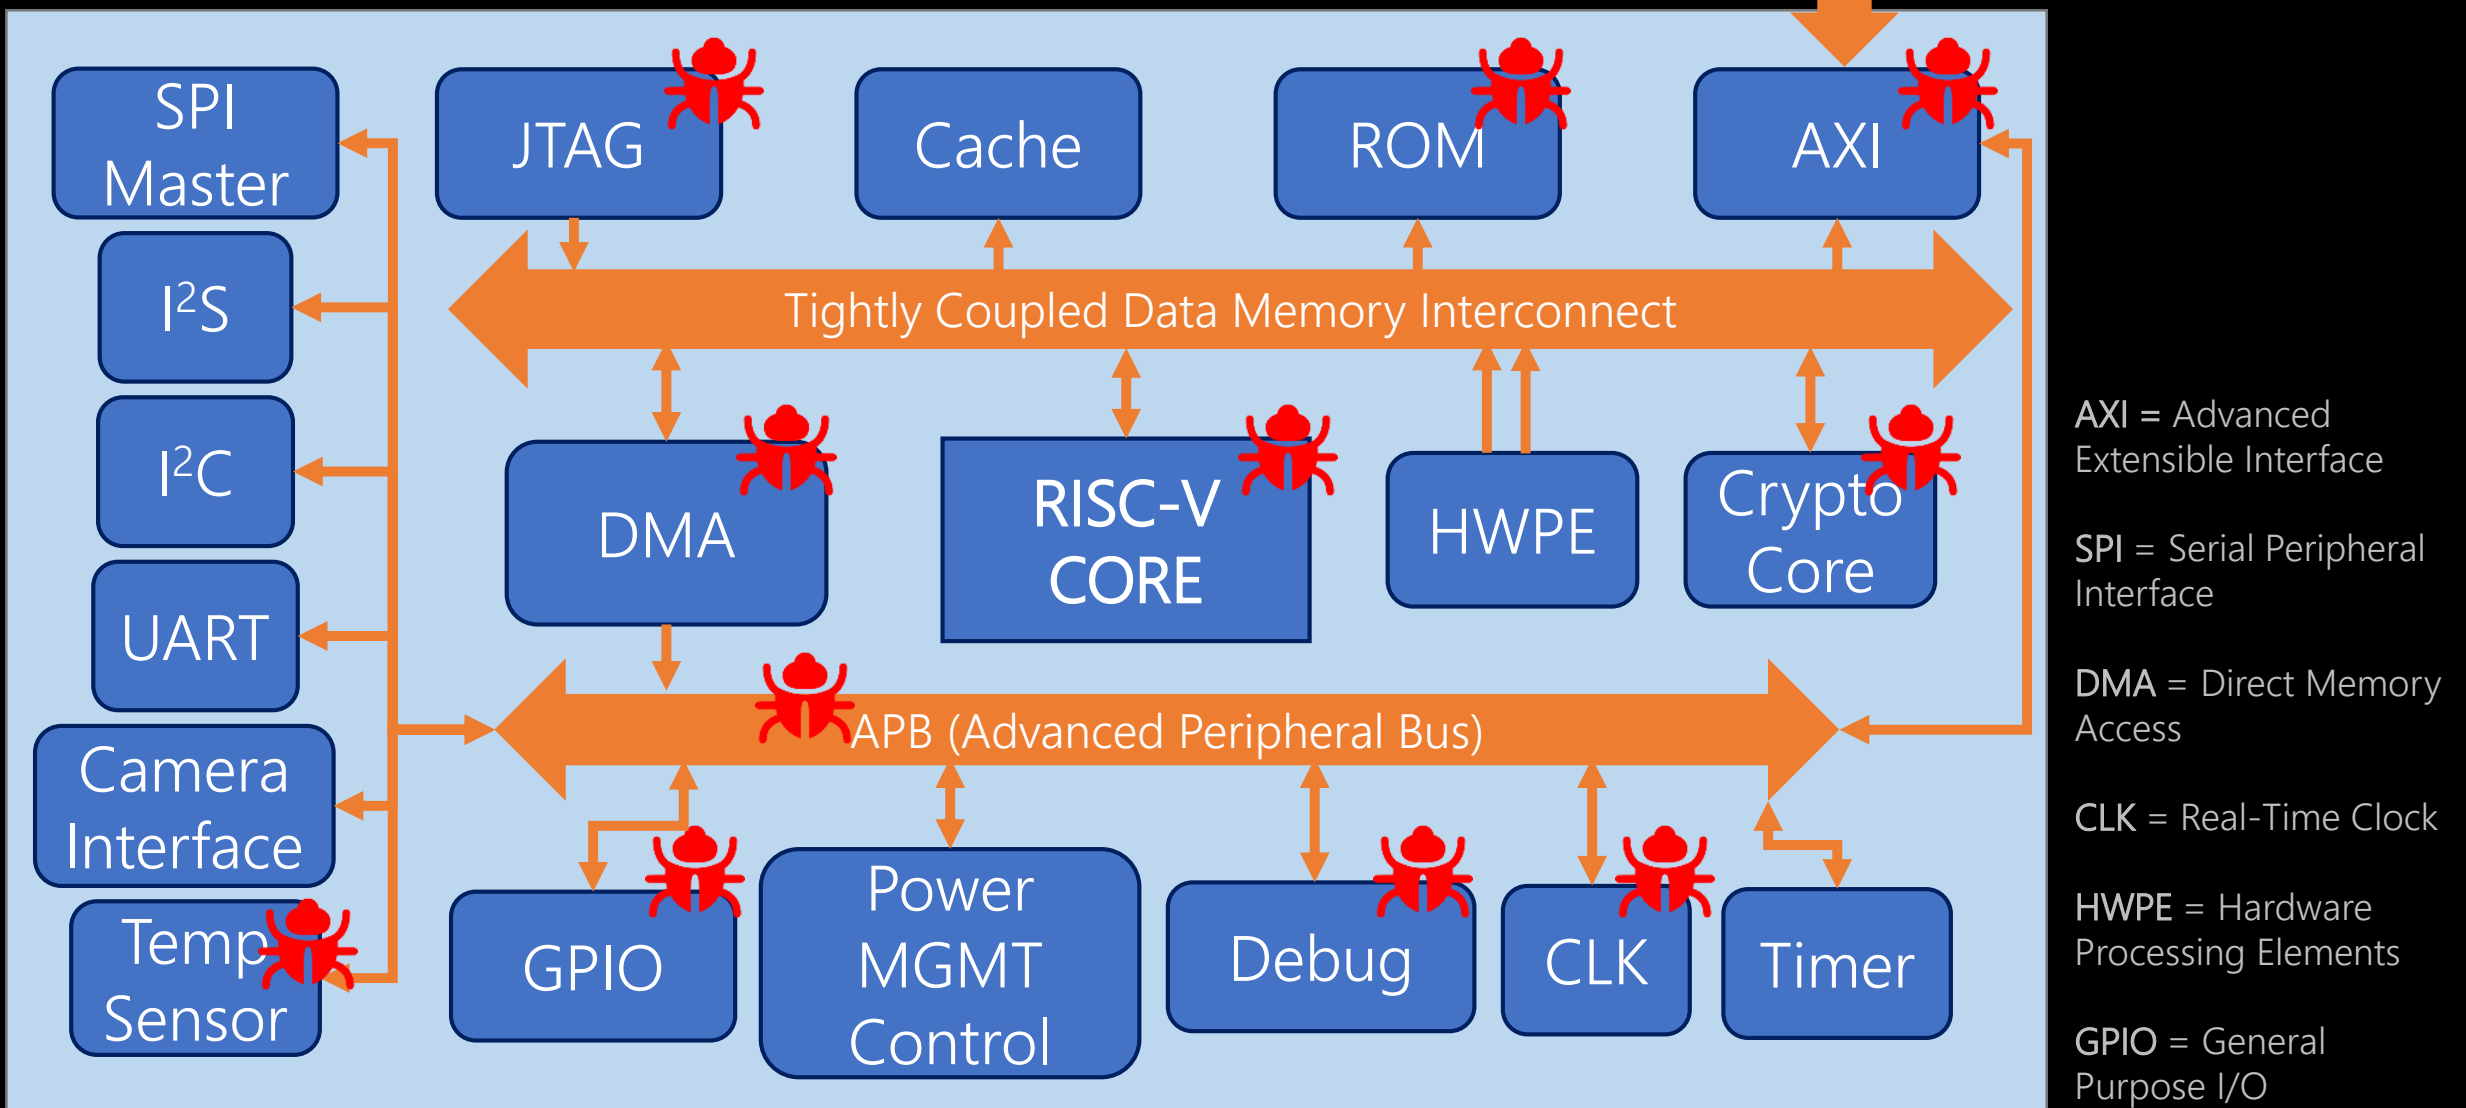 SPI
Master
JTAG
Cache
ROM
AXI
I²S
Tightly Coupled Data Memory Interconnect
I²C
DMA
RISC-V
CORE
HWPE
Crypto
Core
UART
APB (Advanced Peripheral Bus)
Camera
Interface
Temp
Sensor
GPIO
Power
MGMT
Control
Debug
CLK
Timer
AXI = Advanced
Extensible Interface
SPI = Serial Peripheral
Interface
DMA = Direct Memory
Access
CLK = Real-Time Clock
HWPE = Hardware
Processing Elements
GPIO = General
Purpose I/O